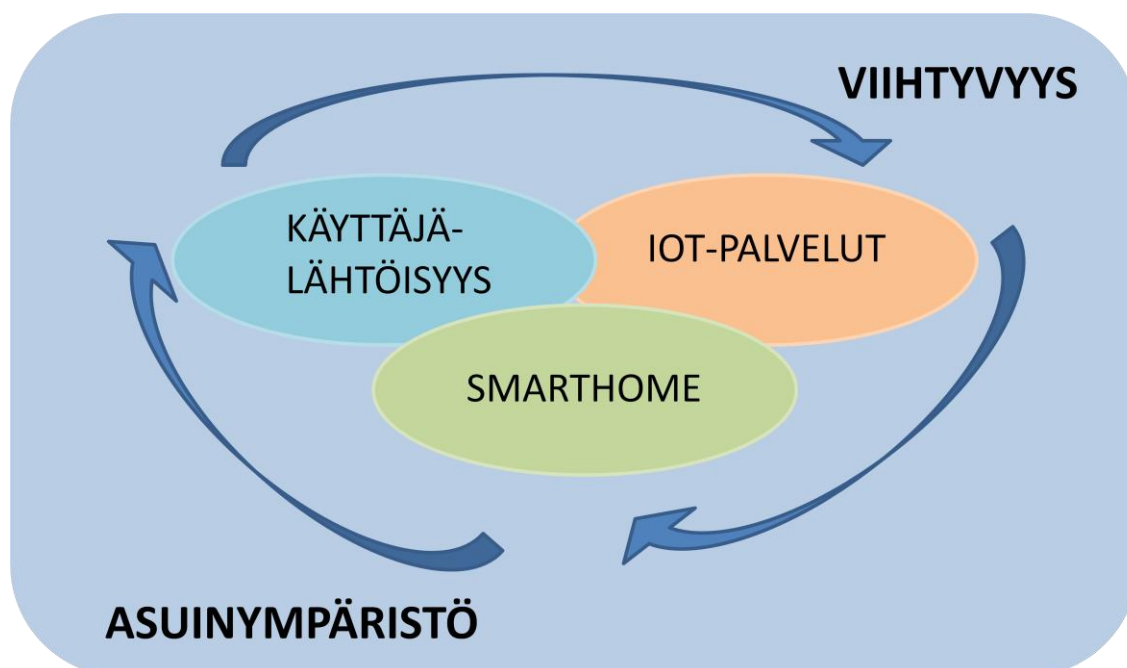 VIIHTYVYYS
KÄYTTÄJÄ-
LÄHTÖISYYS
IOT-PALVELUT
SMARTHOME
ASUINYMPÄRISTÖ